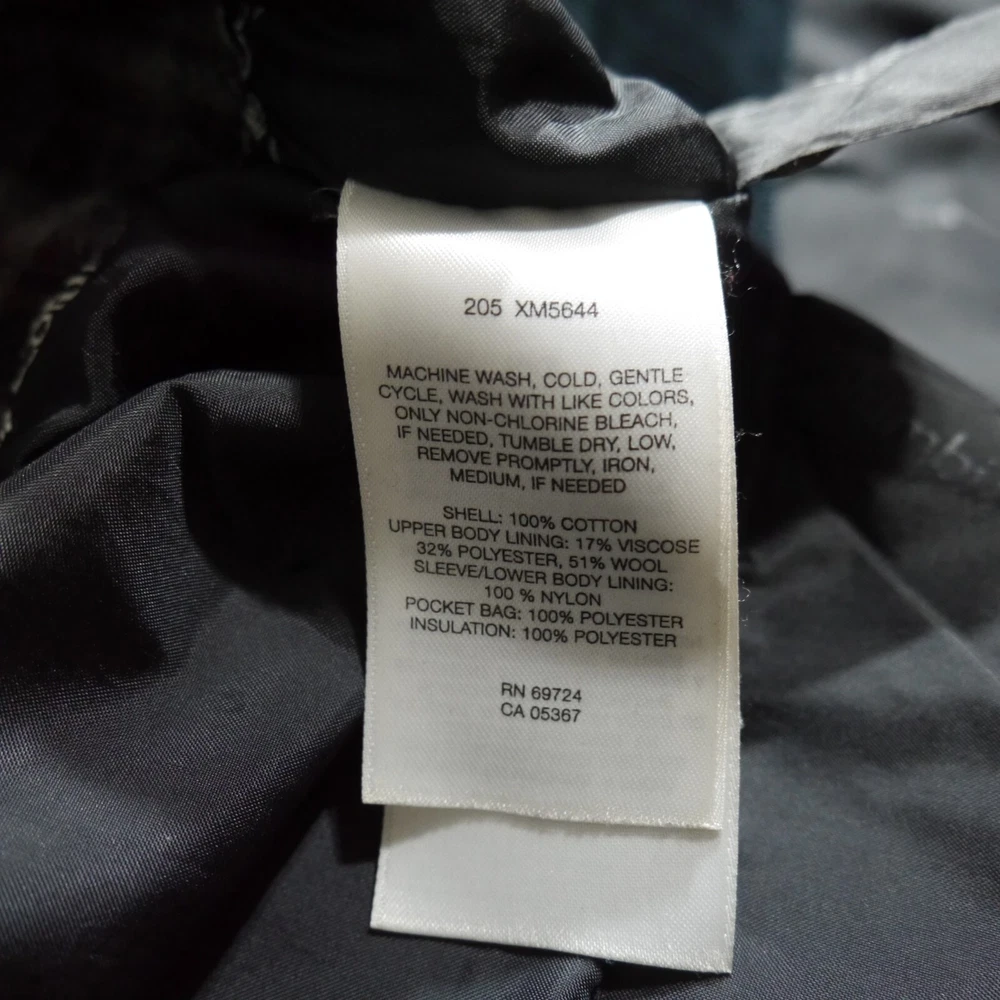 205 XM5644
MACHINE WASH, COLD, GENTLE
CYCLE, WASH WITH LIKE COLORS,
ONLY NON-CHLORINE BLEACH,
IF NEEDED, TUMBLE DRY, LOW,
REMOVE PROMPTLY, IRON,
MEDIUM, IF NEEDED
SHELL: 100% COTTON
UPPER BODY LINING: 17% VISCOSE
32% POLYESTER, 51% WOOL
SLEEVE/LOWER BODY LINING:
100 % NYLON
POCKET BAG: 100% POLYESTER
INSULATION: 100% POLYESTER
RN 69724
CA 05367